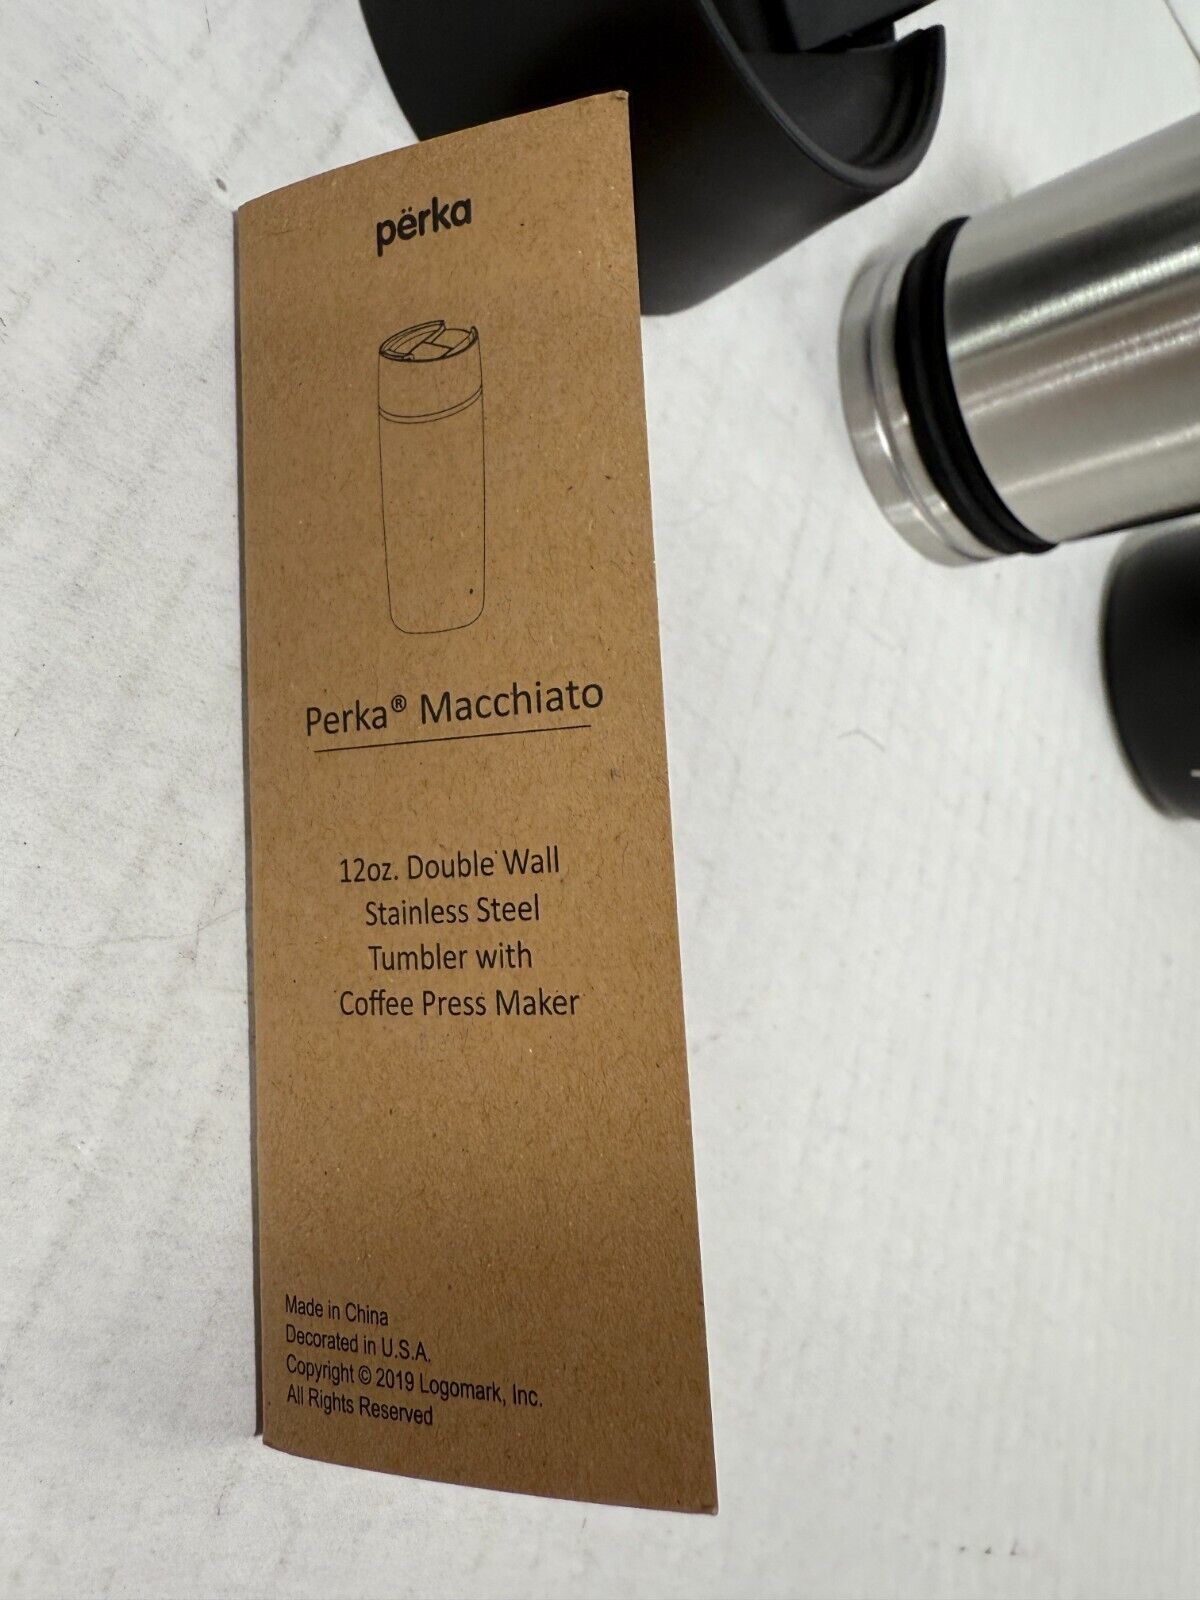 përka
Perka® Macchiato
12oz. Double Wall
Stainless Steel
Tumbler with
Coffee Press Maker
Made in China
Decorated in U.S.A.
Copyright © 2019 Logomark, Inc.
All Rights Reserved